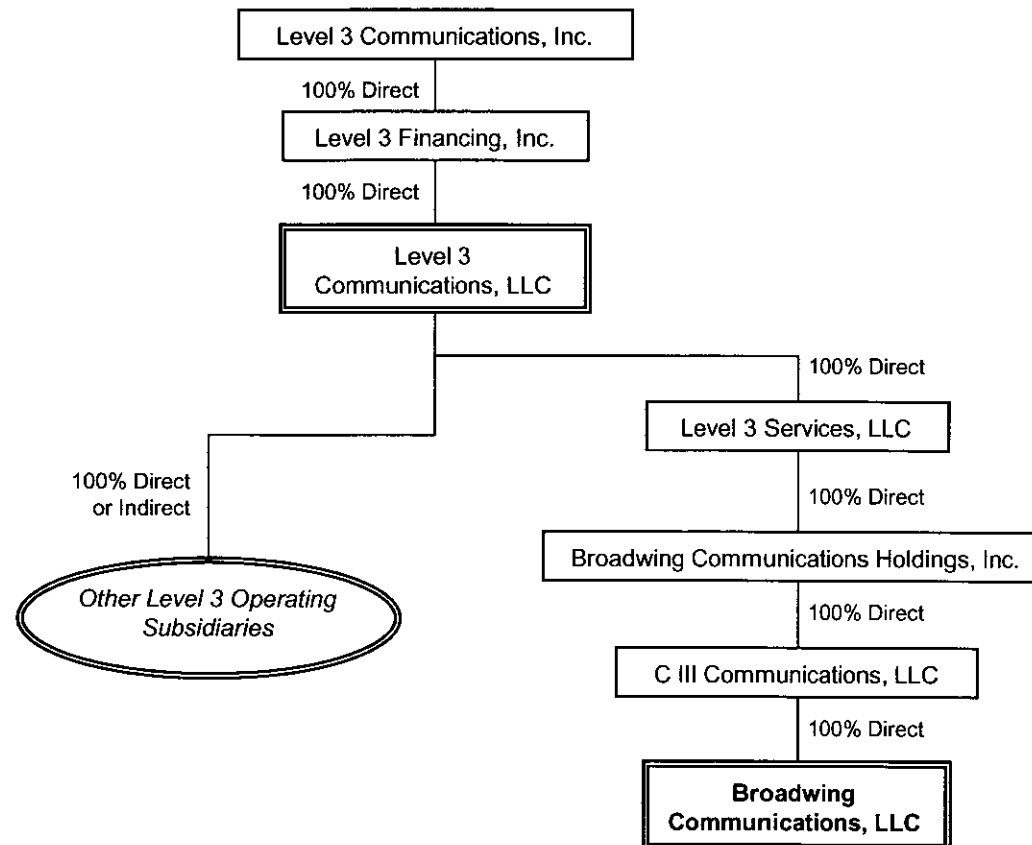 Level 3 Communications, Inc.
100% Direct
Level 3 Financing, Inc.
100% Direct
Level 3
Communications, LLC
100% Direct
Level 3 Services, LLC
100% Direct
or Indirect
100% Direct
Broadwing Communications Holdings, Inc.
Other Level 3 Operating
Subsidiaries
100% Direct
C III Communications, LLC
100% Direct
Broadwing
Communications, LLC